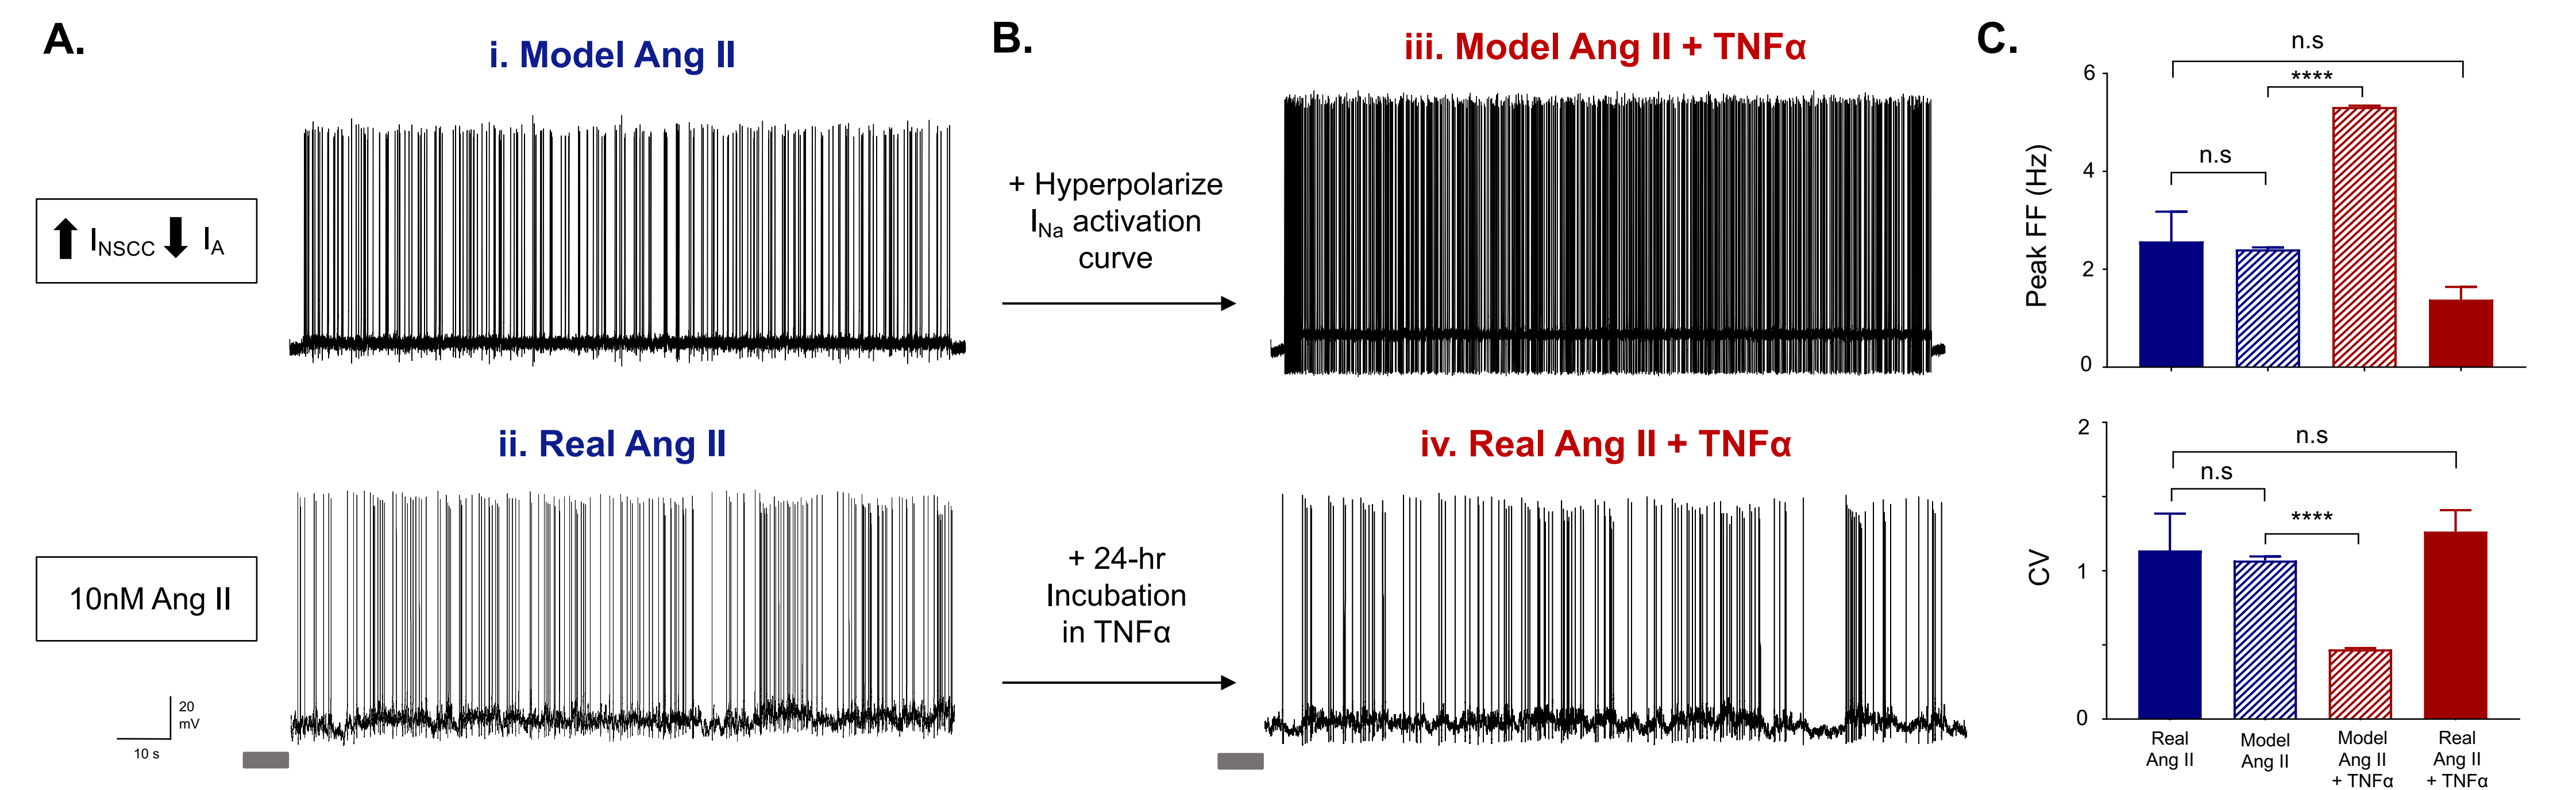 A.
i. Model Ang II
↑ INSCC ↓ IA
ii. Real Ang II
10nM Ang II
20
mV
10 s
B.
iii. Model Ang II + TNFα
+ Hyperpolarize
INa activation
curve
iv. Real Ang II + TNFα
+ 24-hr
Incubation
in TNFα
C.
n.s
****
n.s
6
4
2
0
Peak FF (Hz)
n.s
n.s
****
2
1
0
CV
Real
Ang II
Model
Ang II
Model
Ang II
+ TNFα
Real
Ang II
+ TNFα